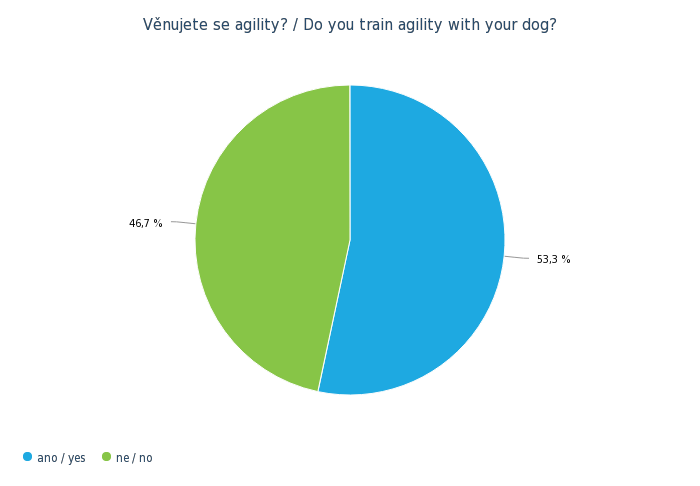 Věnujete se agility? / Do you train agility with your dog?
46,7 %
53,3 %
ano / yes
ne / no